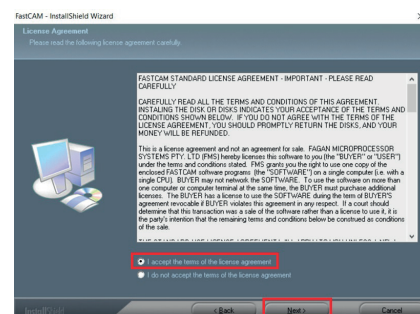 FastCAM - InstallShield Wizard
License Agreement
Please read the following license agreement carefully.
FASTCAM STANDARD LICENSE AGREEMENT - IMPORTANT - PLEASE READ
CAREFULLY
CAREFULLY READ ALL THE TERMS AND CONDITIONS OF THIS AGREEMENT.
INSTALING THE DISK OR DISKS INDICATES YOUR ACCEPTANCE OF THE TERMS AND
CONDITIONS SHOWN BELOW. IF YOU DO NOT AGREE WITH THE TERMS OF THE
LICENSE AGREEMENT, YOU SHOULD PROMPTLY RETURN THE DISKS, AND YOUR
MONEY WILL BE REFUNDED.
This is a license agreement and not an agreement for sale. FAGAN MICROPROCESSOR
SYSTEMS PTY. LTD (FMS) hereby licenses this software to you (the "BUYER" or "USER")
under the terms and conditions stated. FMS grants you the right to use one copy of the
enclosed FASTCAM software programs (the "SOFTWARE") on a single computer (i.e. with a
single CPU). BUYER may not network the SOFTWARE. To use the software on more than
one computer or computer terminal at the same time, the BUYER must purchase additional
licenses. The BUYER has a license to use the SOFTWARE during the term of BUYER'S
agreement revocable if BUYER violates this agreement in any respect. If a court should
determine that this transaction was a sale of the software rather than a license to use it, it is
the party's intention that the remaining terms and conditions below be construed as conditions
of the sale.
I accept the terms of the license agreement
I do not accept the terms of the license agreement
InstallShield
< Back
Next >
Cancel